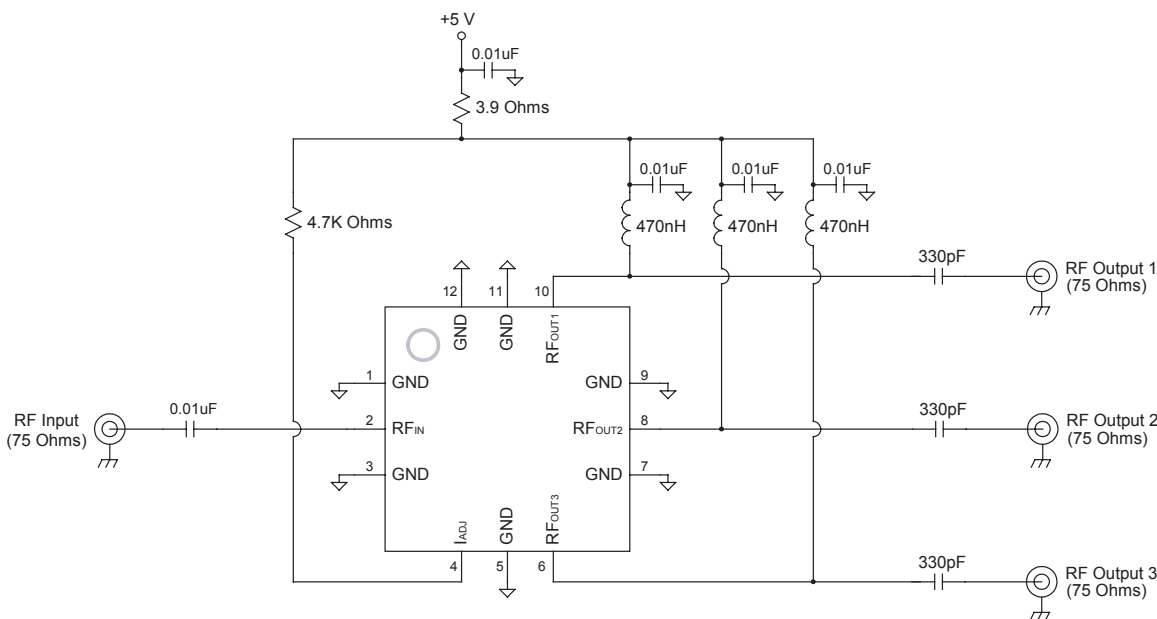 +5 V
0.01uF
3.9 Ohms
0.01uF
0.01uF
0.01uF
4.7K Ohms
470nH
470nH
470nH
330pF
RF Output 1
(75 Ohms)
12
11
10
GND
GND
RFOUT1
1
GND
GND
9
RF Input
(75 Ohms)
0.01uF
2
RFIN
RFOUT2
8
330pF
RF Output 2
(75 Ohms)
3
GND
GND
7
IADJ
GND
RFOUT3
4
5
6
330pF
RF Output 3
(75 Ohms)